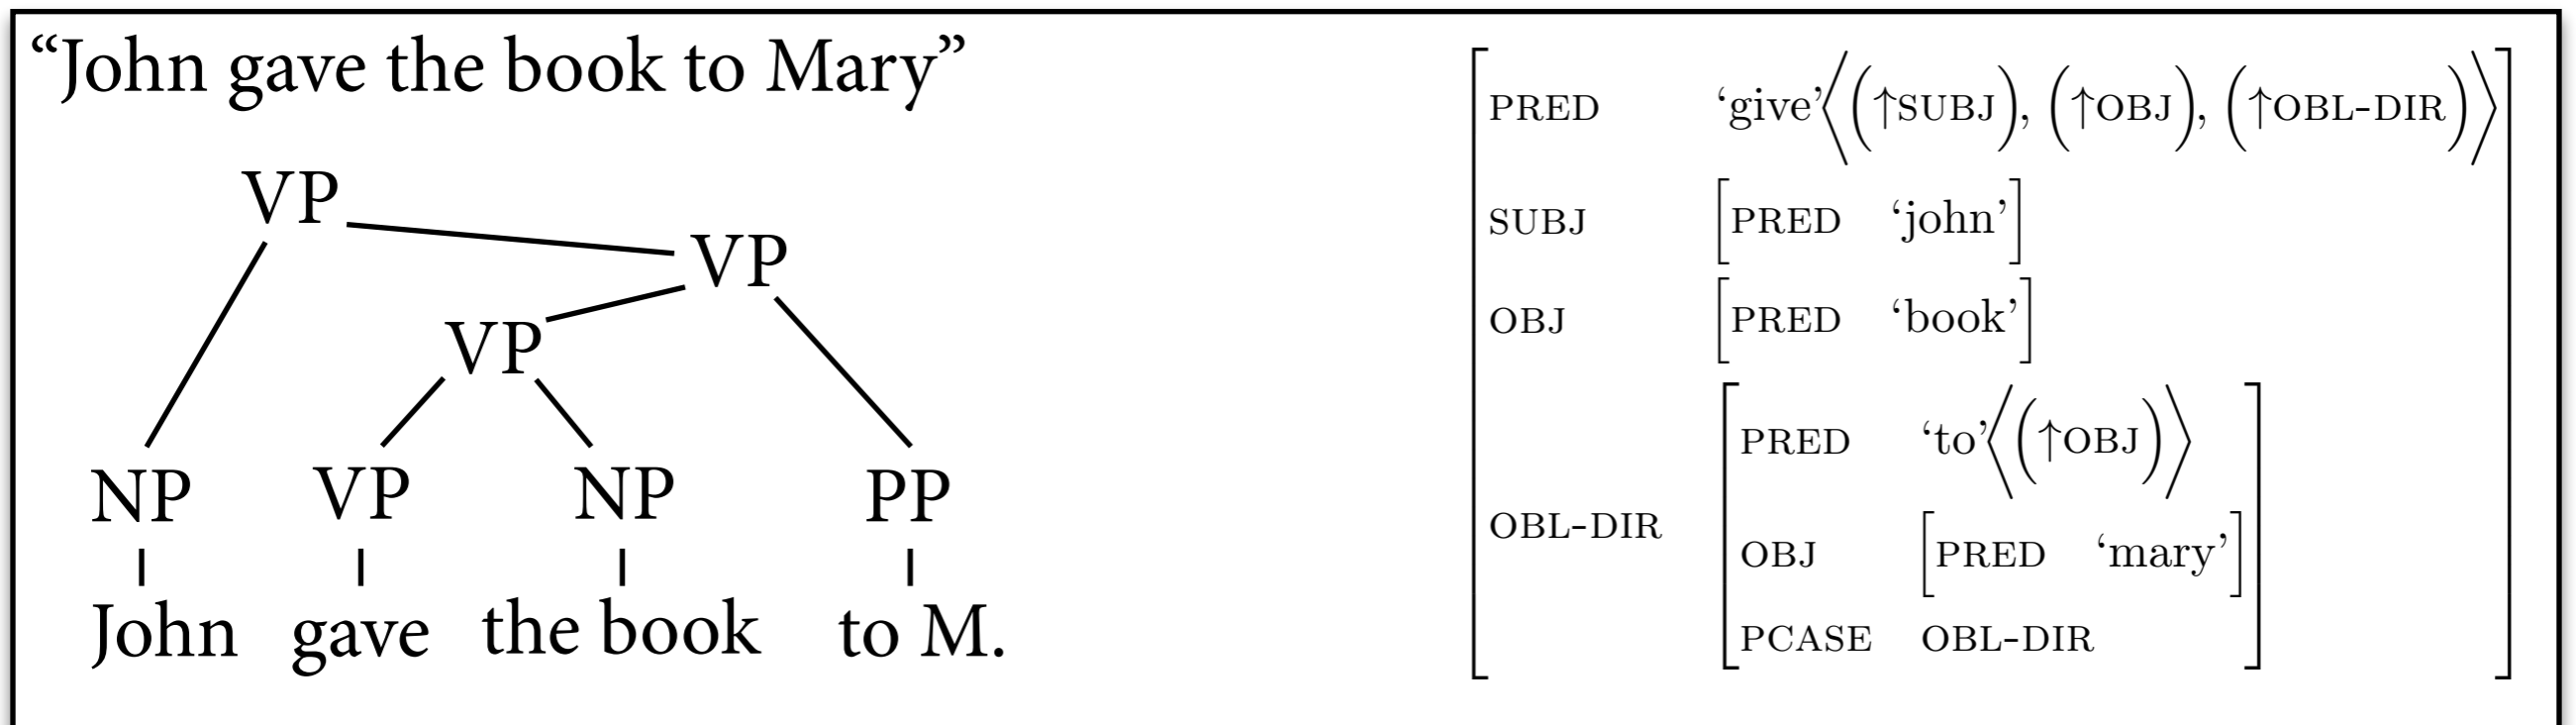 “John gave the book to Mary”
VP
VP
VP
NP VP NP PP
John gave the book to M.
PRED ‘give’⟨(↑SUBJ), (↑OBJ), (↑OBL-DIR)⟩
SUBJ [PRED ‘john’]
OBJ [PRED ‘book’]
OBL-DIR
PRED ‘to’⟨(↑OBJ)⟩
OBJ [PRED ‘mary’]
PCASE OBL-DIR